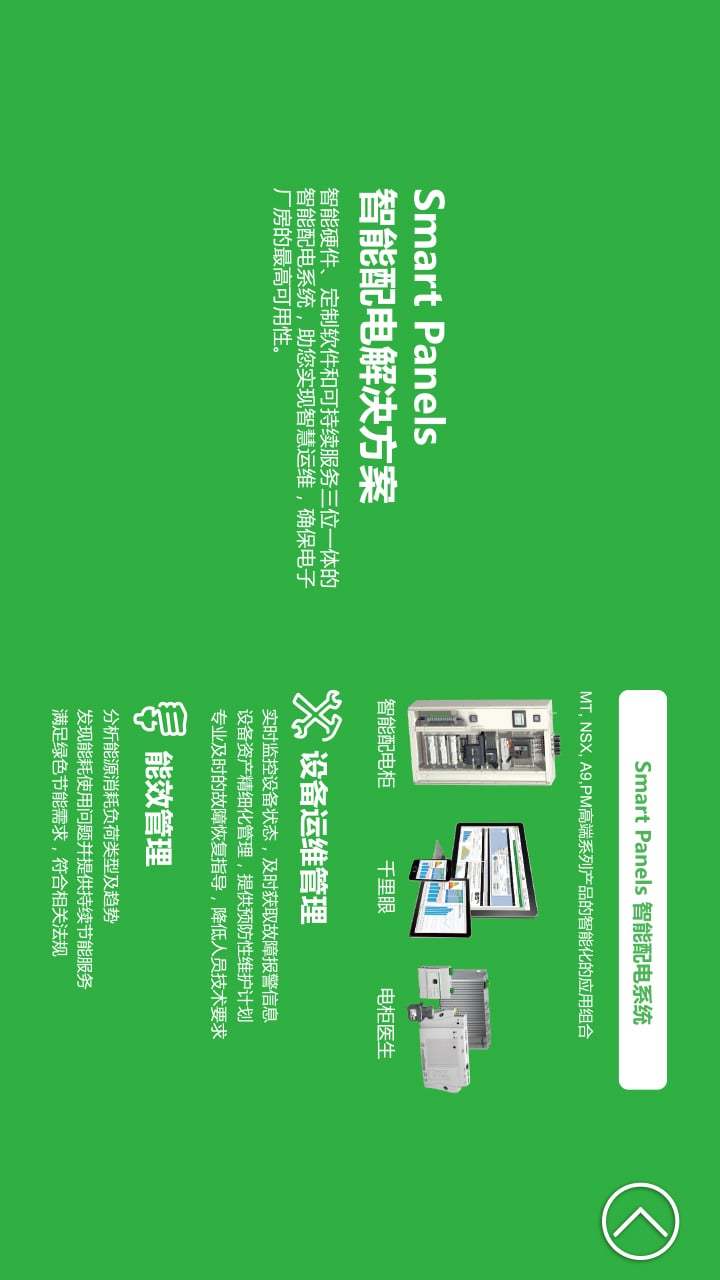 Smart Panels
智能配电解决方案
智能硬件、定制软件和可持续服务三位一体的
智能配电系统，助您实现智慧运维，确保电子
厂房的最高可用性。
Smart Panels 智能配电系统
MT, NSX, A9,PM高端系列产品的智能化的应用组合
智能配电柜
千里眼
电柜医生
设备运维管理
实时监控设备状态，及时获取故障报警信息
设备资产精细化管理，提供预防性维护计划
专业及时的故障恢复指导，降低人员技术要求
能效管理
分析能源消耗负荷类型及趋势
发现能耗使用问题并提供持续节能服务
满足绿色节能需求，符合相关法规